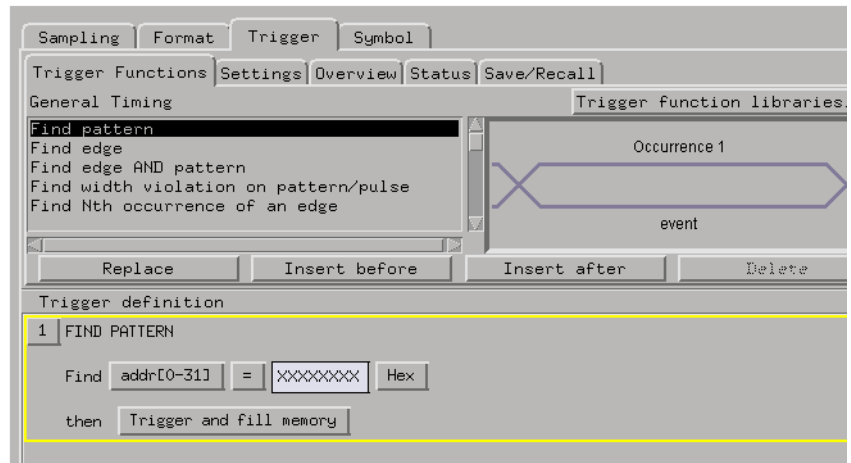 Sampling Format Trigger Symbol
Trigger Functions Settings Overview Status Save/Recall
General Timing Trigger function libraries.
Find pattern
Find edge
Find edge AND pattern
Find width violation on pattern/pulse
Find Nth occurrence of an edge
Occurrence 1
event
Replace Insert before Insert after Delete
Trigger definition
1 FIND PATTERN
Find addr[0-31] = XXXXXXXX Hex
then Trigger and fill memory